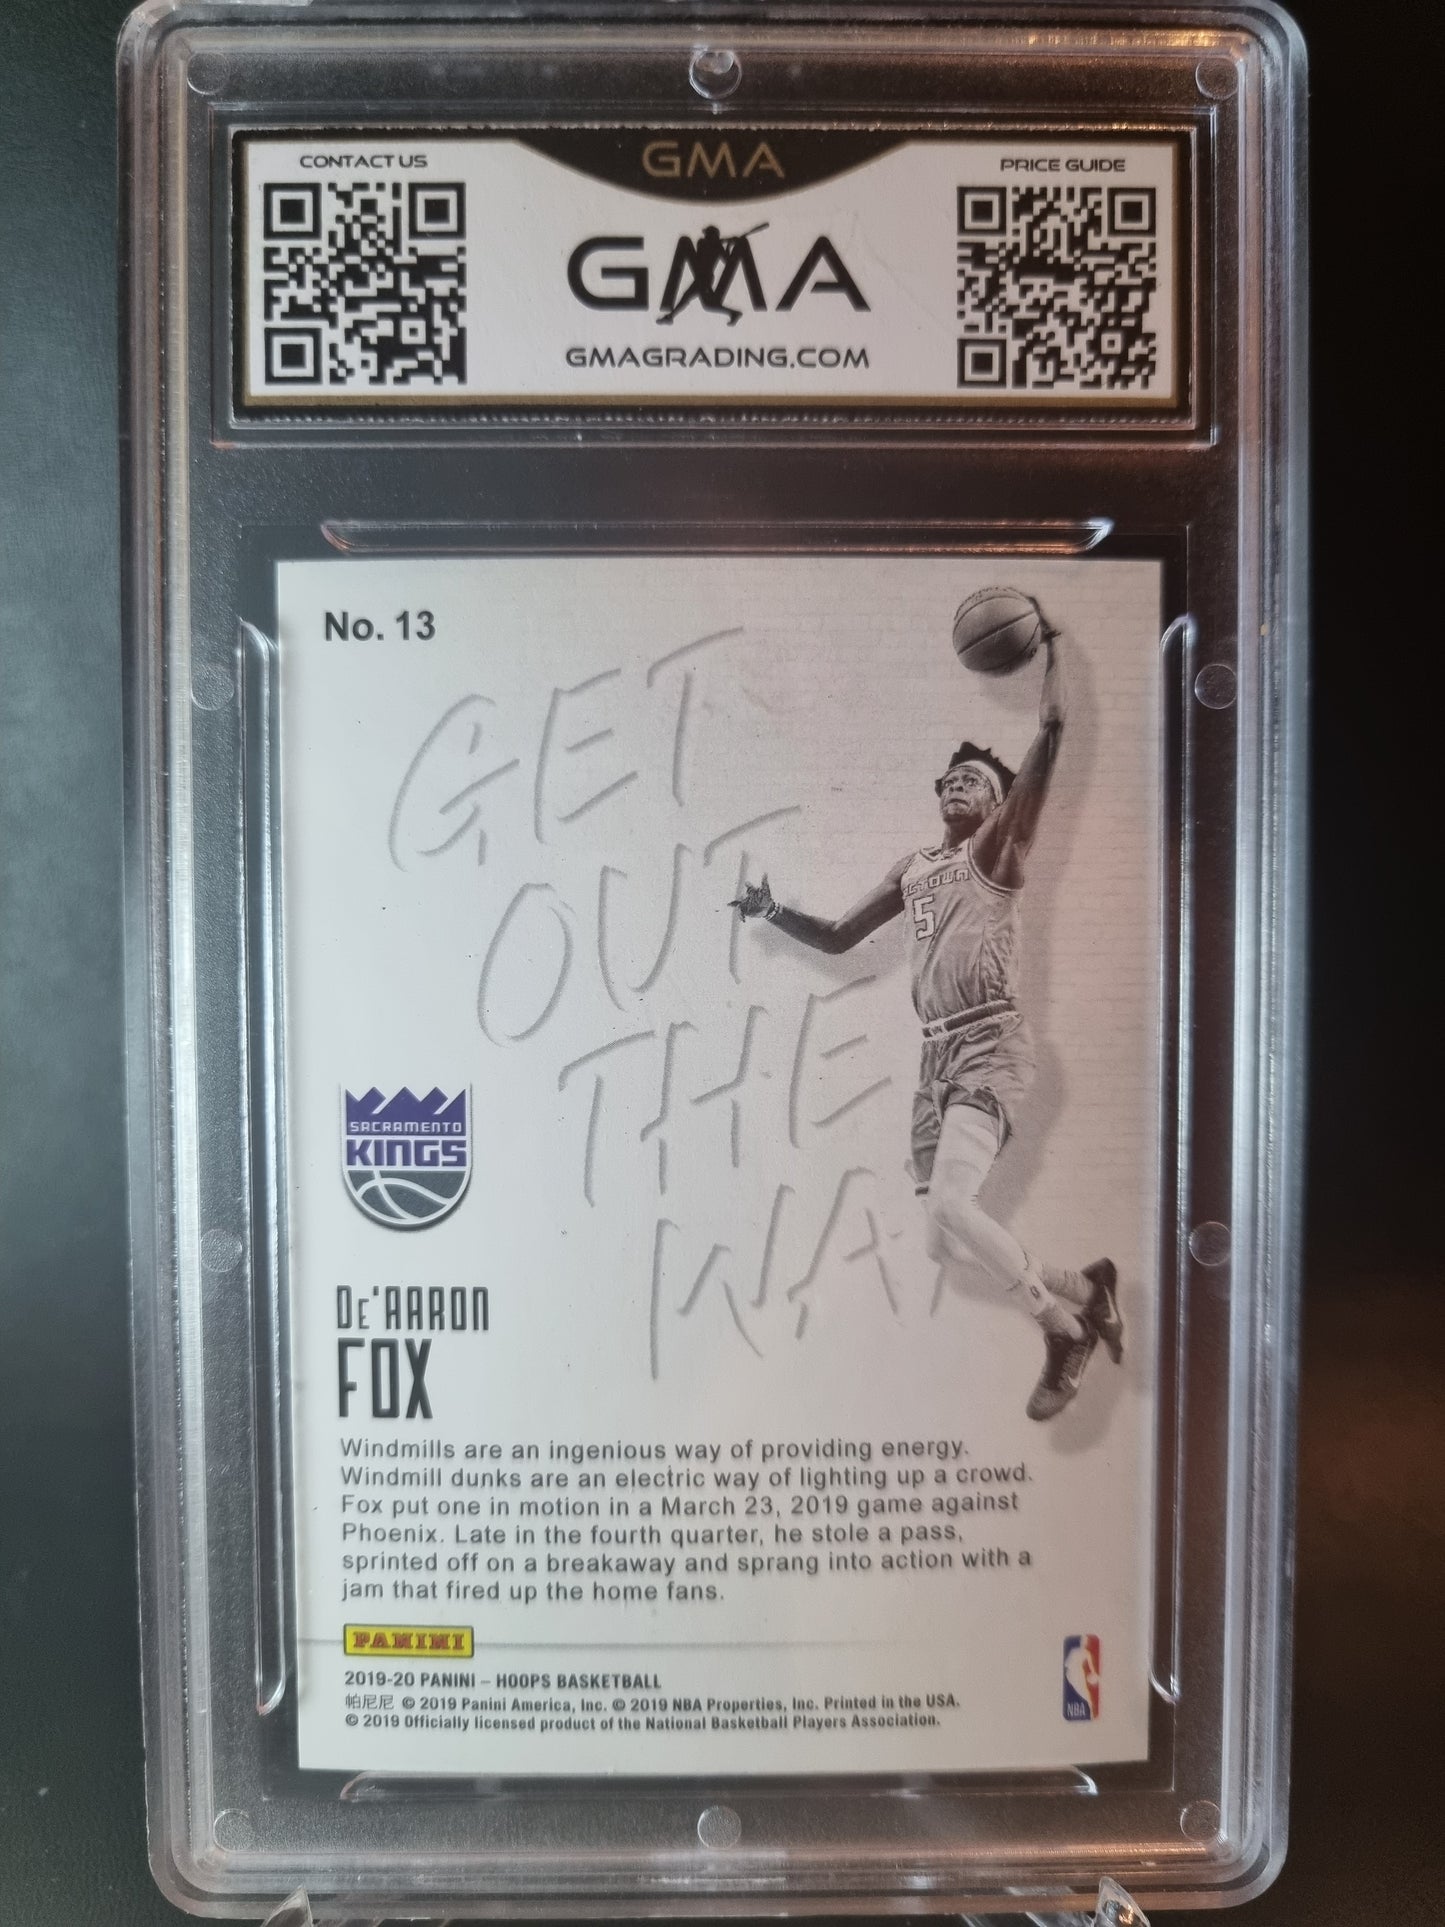 CONTACT US
GMA
PRICE GUIDE
GMA
GMAGRADING.COM
No. 13
GET
OUT
THE
WAY
SACTOWN
5
SACRAMENTO
KINGS
DE'AARON
FOX
Windmills are an ingenious way of providing energy.
Windmill dunks are an electric way of lighting up a crowd.
Fox put one in motion in a March 23, 2019 game against
Phoenix. Late in the fourth quarter, he stole a pass,
sprinted off on a breakaway and sprang into action with a
jam that fired up the home fans.
PANINI
2019-20 PANINI – HOOPS BASKETBALL
帕尼尼 © 2019 Panini America, Inc. © 2019 NBA Properties, Inc. Printed in the USA.
© 2019 Officially licensed product of the National Basketball Players Association.
NBA